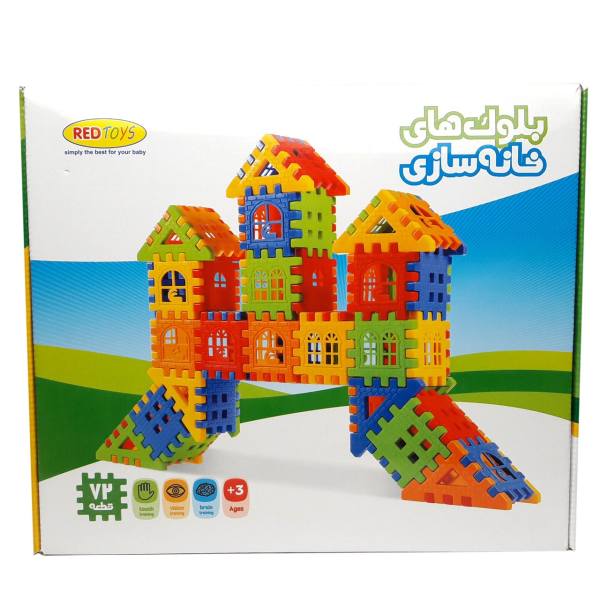 RED TOYS
simply the best for your baby
بلوک‌های
خانه‌سازی
۷۲
قطعه
touch
training
vision
training
brain
training
+3
Ages